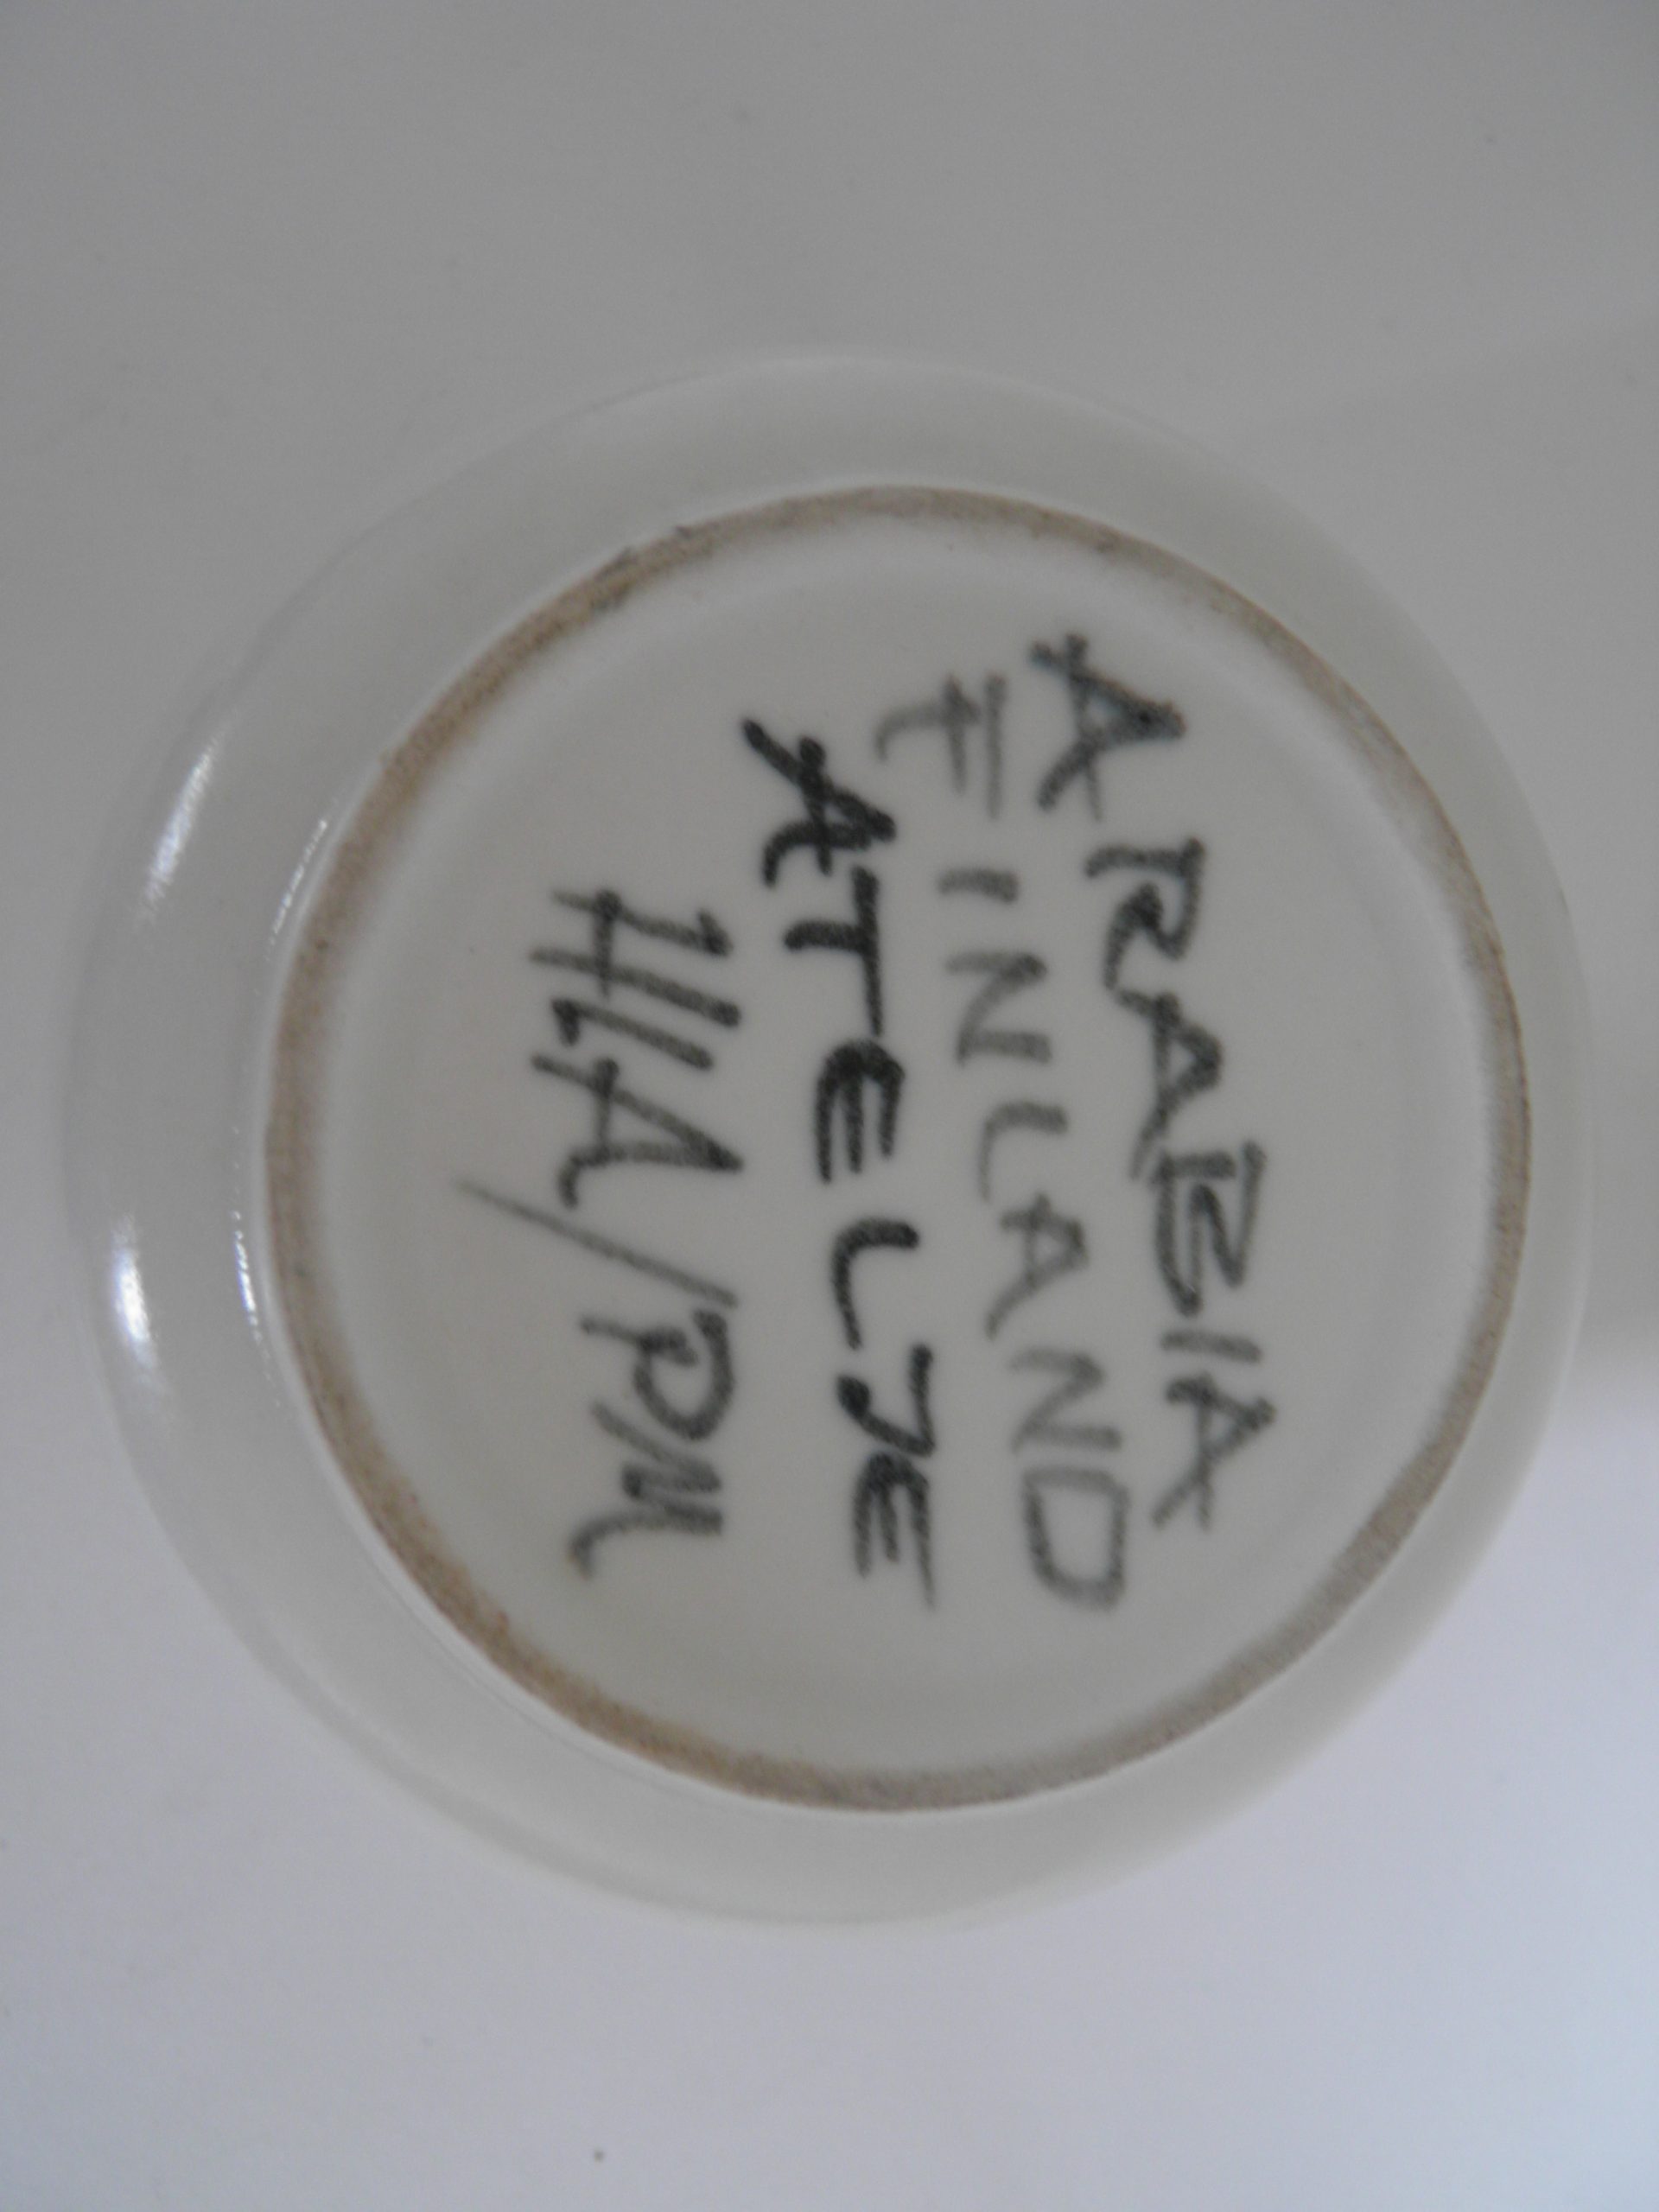 ARABIA
FINLAND
ATELJE
HLA/PM